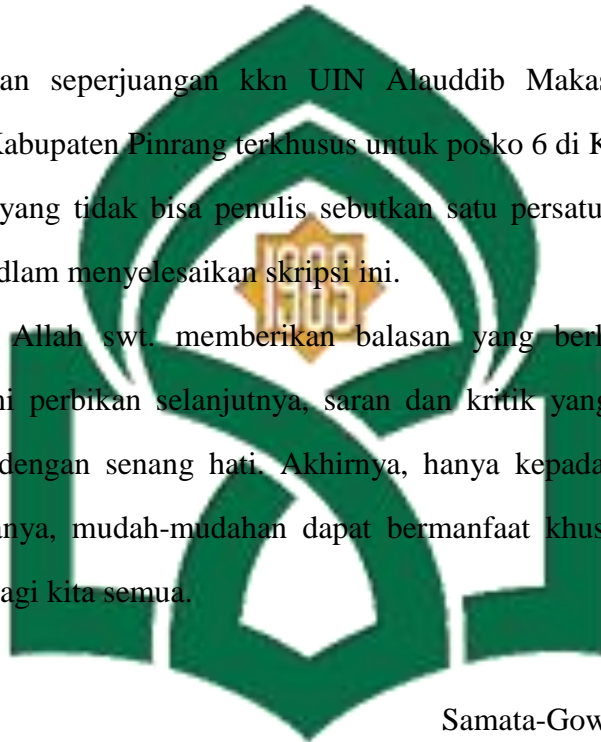 an seperjuangan kkn UIN Alauddib Makas
Kabupaten Pinrang terkhusus untuk posko 6 di K
yang tidak bisa penulis sebutkan satu persatu
dlam menyelesaikan skripsi ini.
1965
Allah swt. memberikan balasan yang berl
ni perbikan selanjutnya, saran dan kritik yang
dengan senang hati. Akhirnya, hanya kepada
anya, mudah-mudahan dapat bermanfaat khus
agi kita semua.
Samata-Gow